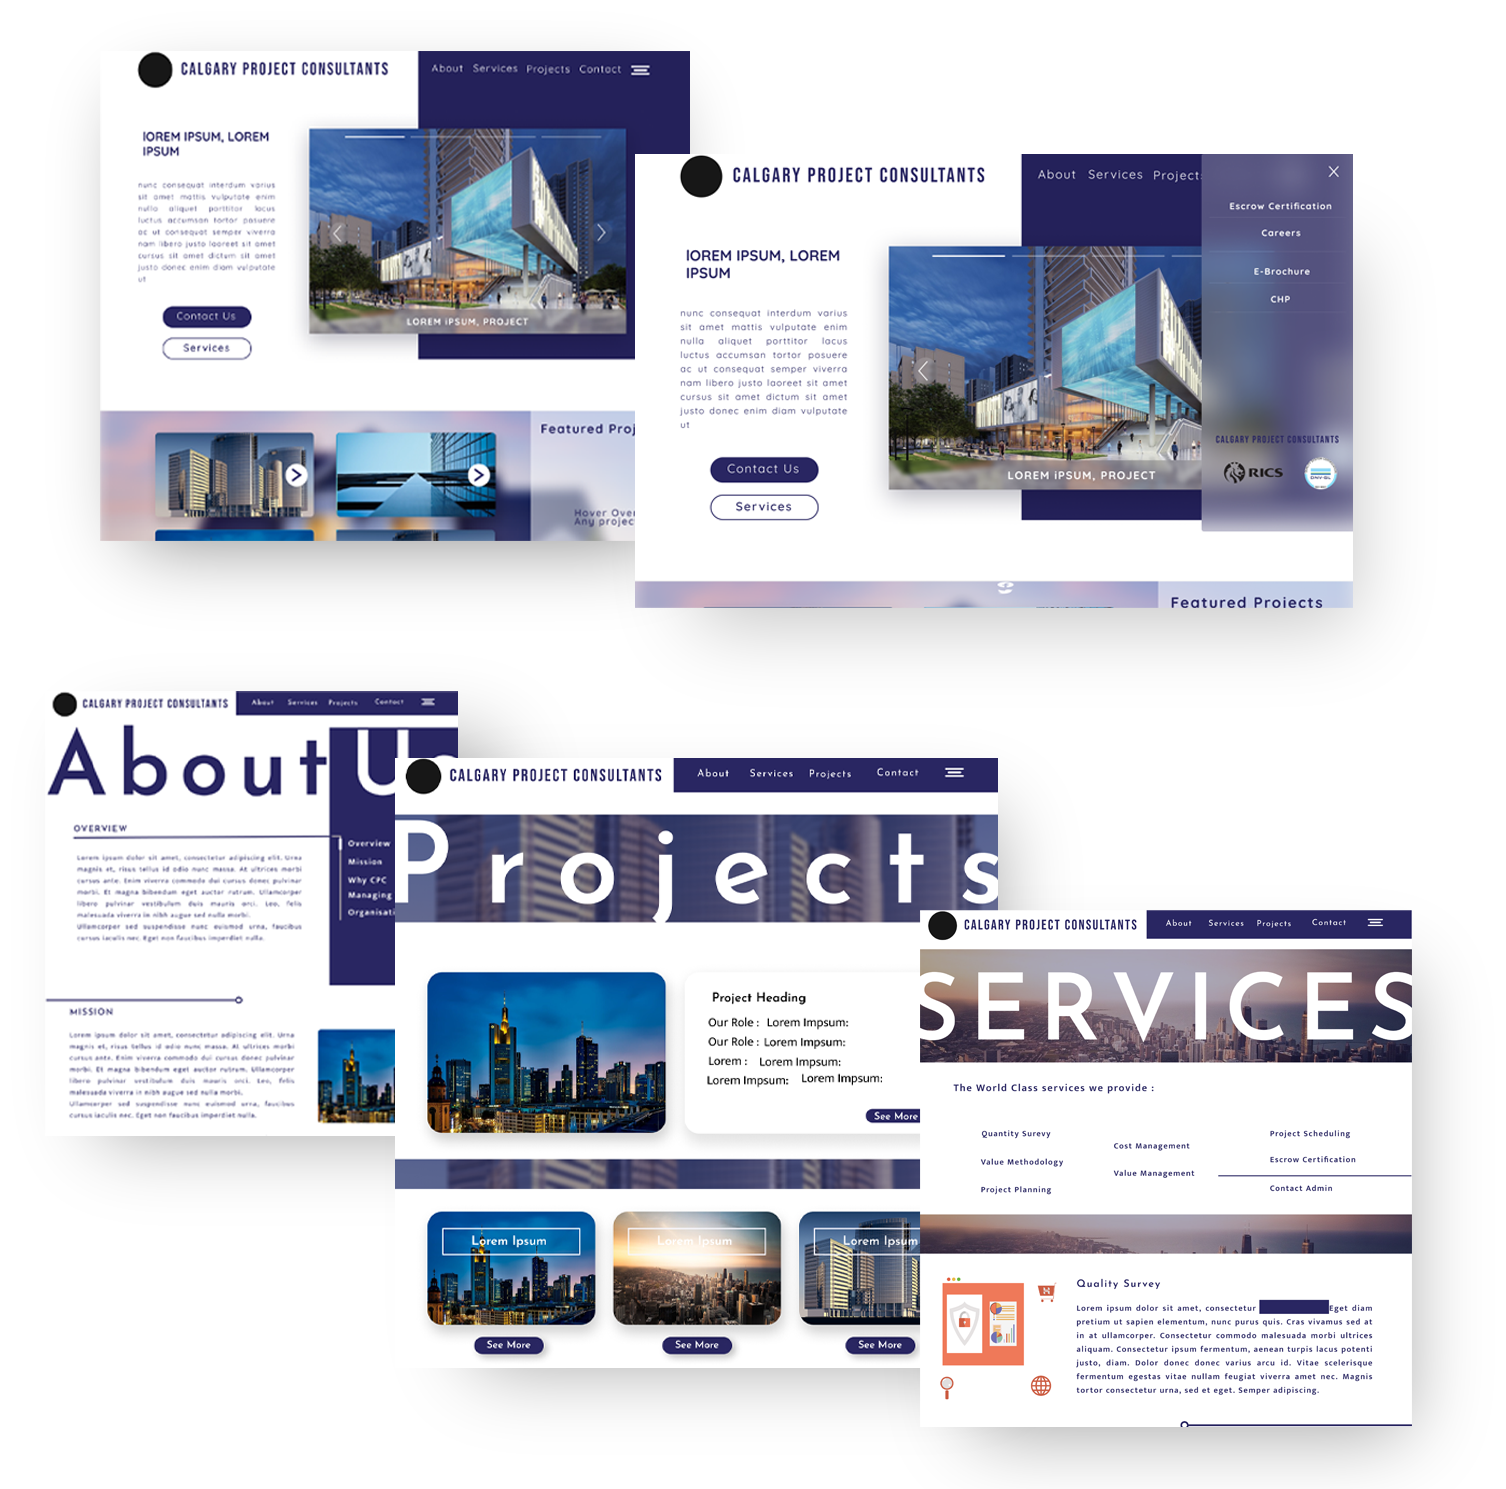 CALGARY PROJECT CONSULTANTS
About Services Projects Contact
lOREM IPSUM, LOREM
IPSUM
nunc consequat interdum varius
sit amet mattis vulputate enim
nulla aliquet porttitor lacus
luctus accumsan tortor posuere
ac ut consequat semper viverra
nam libero justo laoreet sit amet
cursus sit amet dictum sit amet
justo donec enim diam vulputate
ut
Contact Us
Services
LOREM iPSUM, PROJECT
Featured Proj
Hover Over
Any projec
CALGARY PROJECT CONSULTANTS
About Services Projects
lOREM IPSUM, LOREM
IPSUM
nunc consequat interdum varius
sit amet mattis vulputate enim
nulla aliquet porttitor lacus
luctus accumsan tortor posuere
ac ut consequat semper viverra
nam libero justo laoreet sit amet
cursus sit amet dictum sit amet
justo donec enim diam vulputate
ut
Contact Us
Services
LOREM iPSUM, PROJECT
Escrow Certification
Careers
E-Brochure
CHP
CALGARY PROJECT CONSULTANTS
RICS
DNV·GL
Featured Projects
CALGARY PROJECT CONSULTANTS
About Services Projects Contact
About Us
OVERVIEW
Lorem ipsum dolor sit amet, consectetur adipiscing elit. Urna
magnis et, risus tellus id odio nunc massa. At ultrices morbi
cursus ante. Enim viverra commodo dui cursus donec pulvinar
morbi. Et magna bibendum eget auctor rutrum. Ullamcorper
libero pulvinar vestibulum duis mauris orci. Leo, felis
malesuada viverra in nibh augue sed nulla morbi.
Ullamcorper sed suspendisse nunc euismod urna, faucibus
cursus iaculis nec. Eget non faucibus imperdiet nulla.
Overview
Mission
Why CPC
Managing
Organisati
MISSION
Lorem ipsum dolor sit amet, consectetur adipiscing elit. Urna
magnis et, risus tellus id odio nunc massa. At ultrices morbi
cursus ante. Enim viverra commodo dui cursus donec pulvinar
morbi. Et magna bibendum eget auctor rutrum. Ullamcorper
libero pulvinar vestibulum duis mauris orci. Leo, felis
malesuada viverra in nibh augue sed nulla morbi.
Ullamcorper sed suspendisse nunc euismod urna, faucibus
cursus iaculis nec. Eget non faucibus imperdiet nulla.
CALGARY PROJECT CONSULTANTS
About Services Projects Contact
Projects
Project Heading
Our Role : Lorem Impsum:
Our Role : Lorem Impsum:
Lorem : Lorem Impsum:
Lorem Impsum: Lorem Impsum:
See More
Lorem Ipsum
Lorem Ipsum
Lorem Ipsum
See More
See More
See More
CALGARY PROJECT CONSULTANTS
About Services Projects Contact
SERVICES
The World Class services we provide :
Quantity Surevy
Value Methodology
Project Planning
Cost Management
Value Management
Project Scheduling
Escrow Certification
Contact Admin
Quality Survey
Lorem ipsum dolor sit amet, consectetur Eget diam
pretium ut sapien elementum, nunc purus quis. Cras vivamus sed at
in at ullamcorper. Consectetur commodo malesuada morbi ultrices
aliquam. Consectetur ipsum fermentum, aenean turpis lacus potenti
justo, diam. Dolor donec donec varius arcu id. Vitae scelerisque
fermentum egestas vitae nullam feugiat viverra amet nec. Magnis
tortor consectetur urna, sed et eget. Semper adipiscing.